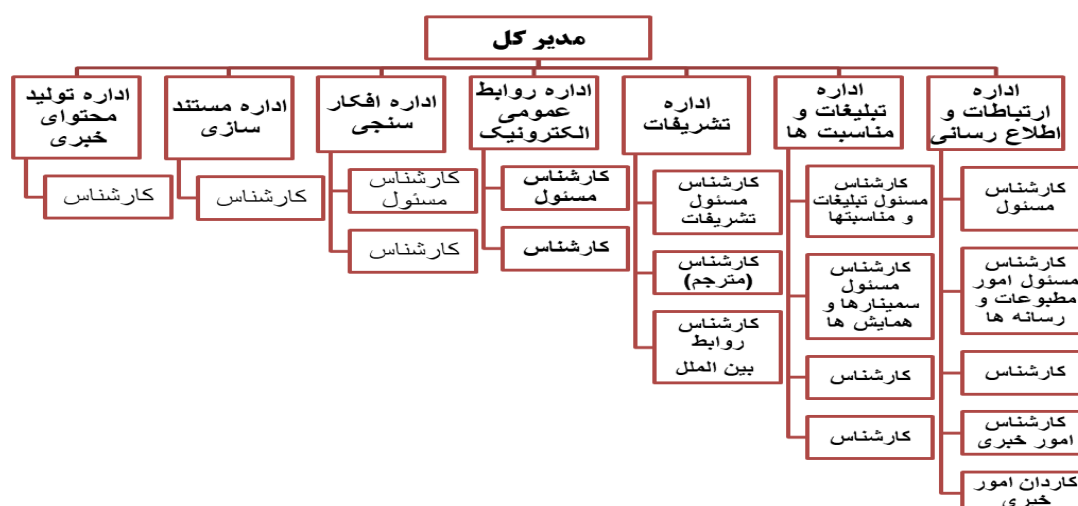 مدیر کل
اداره
ارتباطات و
اطلاع رسانی
کارشناس
مسئول
کارشناس
مسئول امور
مطبوعات و
رسانه ها
کارشناس
کارشناس
امور خبری
کاردان امور
خبری
اداره
تبلیغات و
مناسبت ها
کارشناس
مسئول تبلیغات
و مناسبتها
کارشناس
مسئول
سمینارها و
همایش ها
کارشناس
کارشناس
اداره
تشریفات
کارشناس
مسئول
تشریفات
کارشناس
(مترجم)
کارشناس
روابط
بین الملل
اداره روابط
عمومی
الکترونیک
کارشناس
مسئول
کارشناس
اداره افکار
سنجی
کارشناس
مسئول
کارشناس
اداره مستند
سازی
کارشناس
اداره تولید
محتوای
خبری
کارشناس